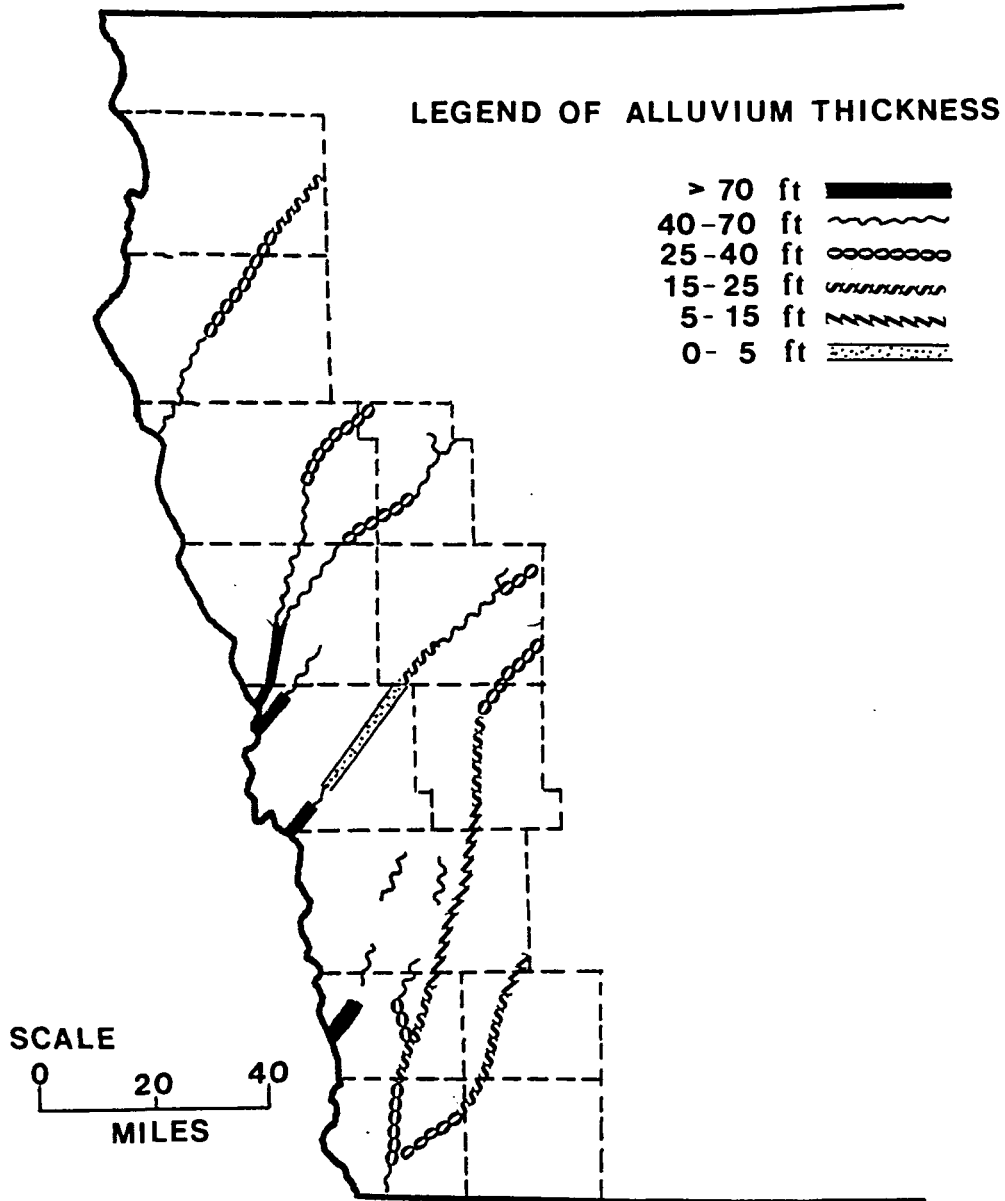 LEGEND OF ALLUVIUM THICKNESS
> 70 ft
40-70 ft
25-40 ft
15-25 ft
5-15 ft
0- 5 ft
SCALE
0 20 40
MILES